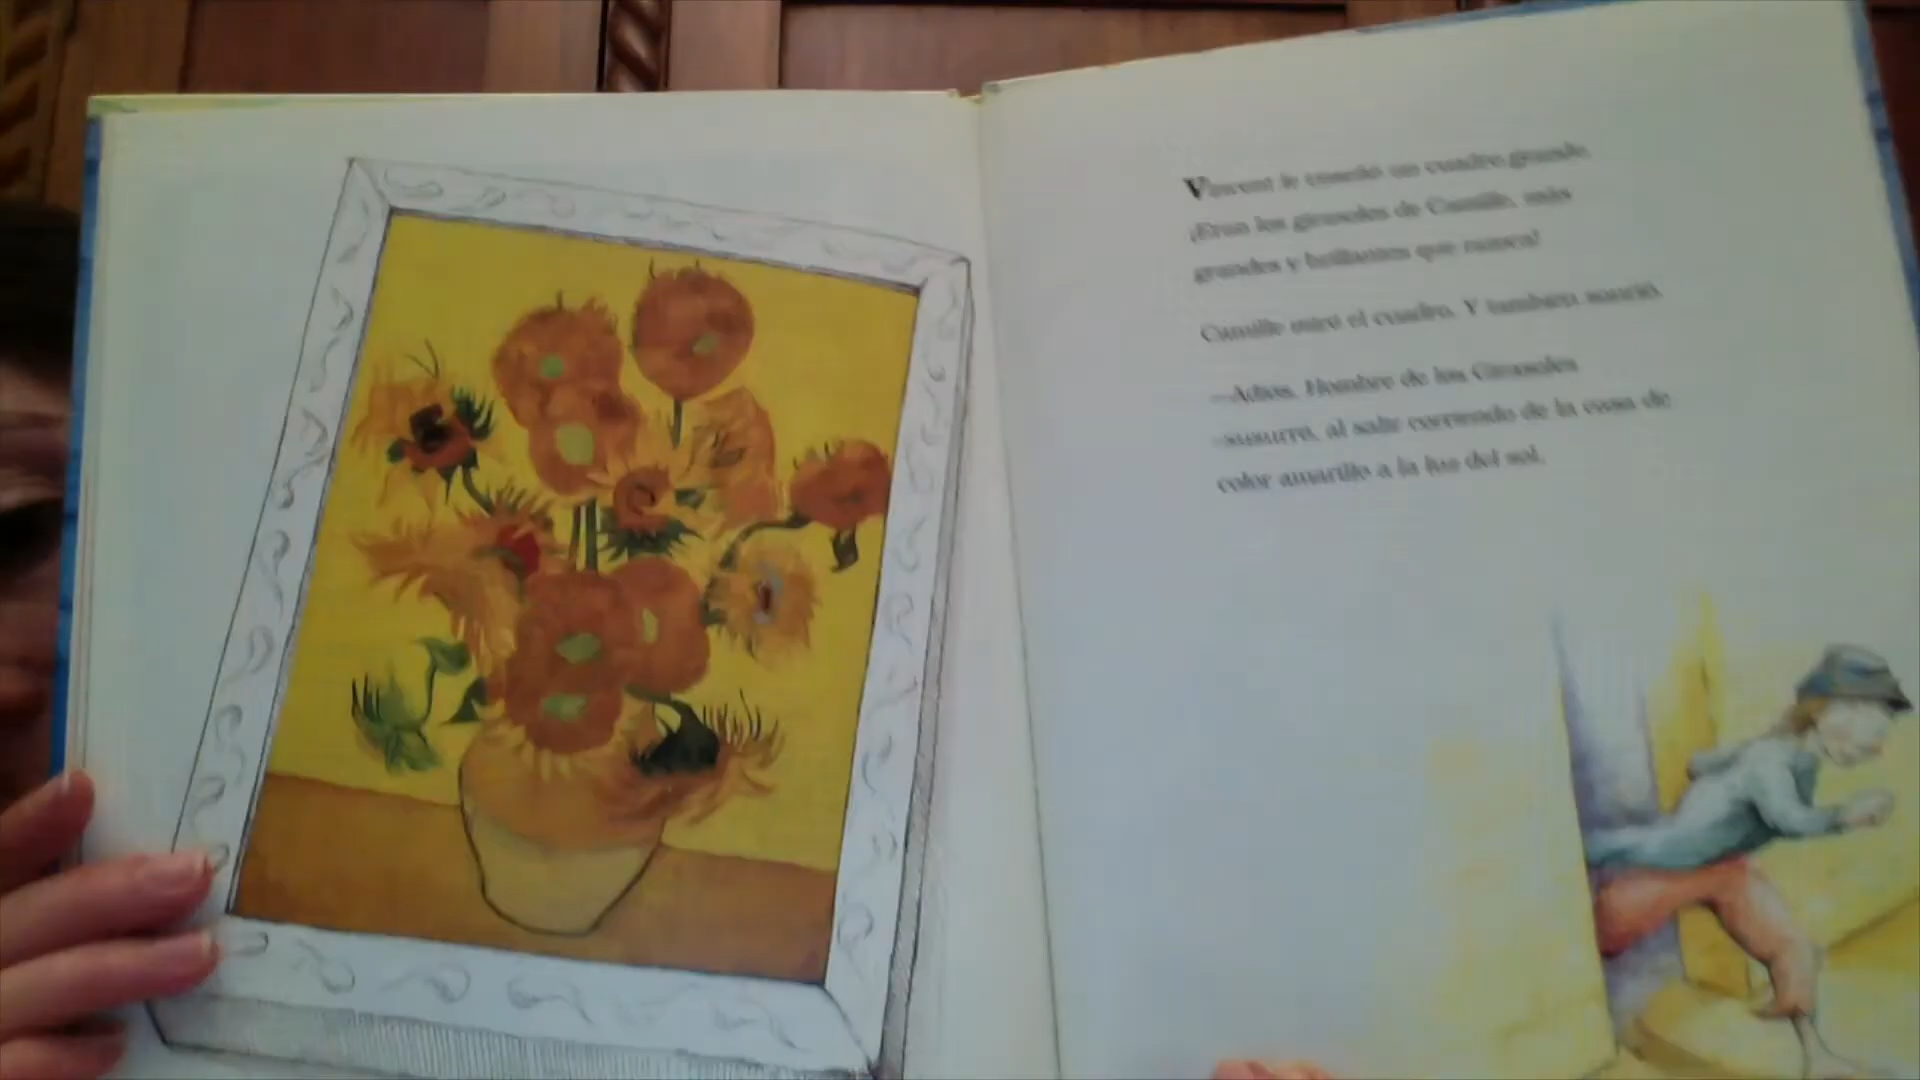 Vincent le enseñó un cuadro grande.
¡Eran los girasoles de Camille, más
grandes y brillantes que nunca!
Camille miró el cuadro. Y también sonrió.
—Adiós, Hombre de los Girasoles
—susurró, al salir corriendo de la casa de
color amarillo a la luz del sol.